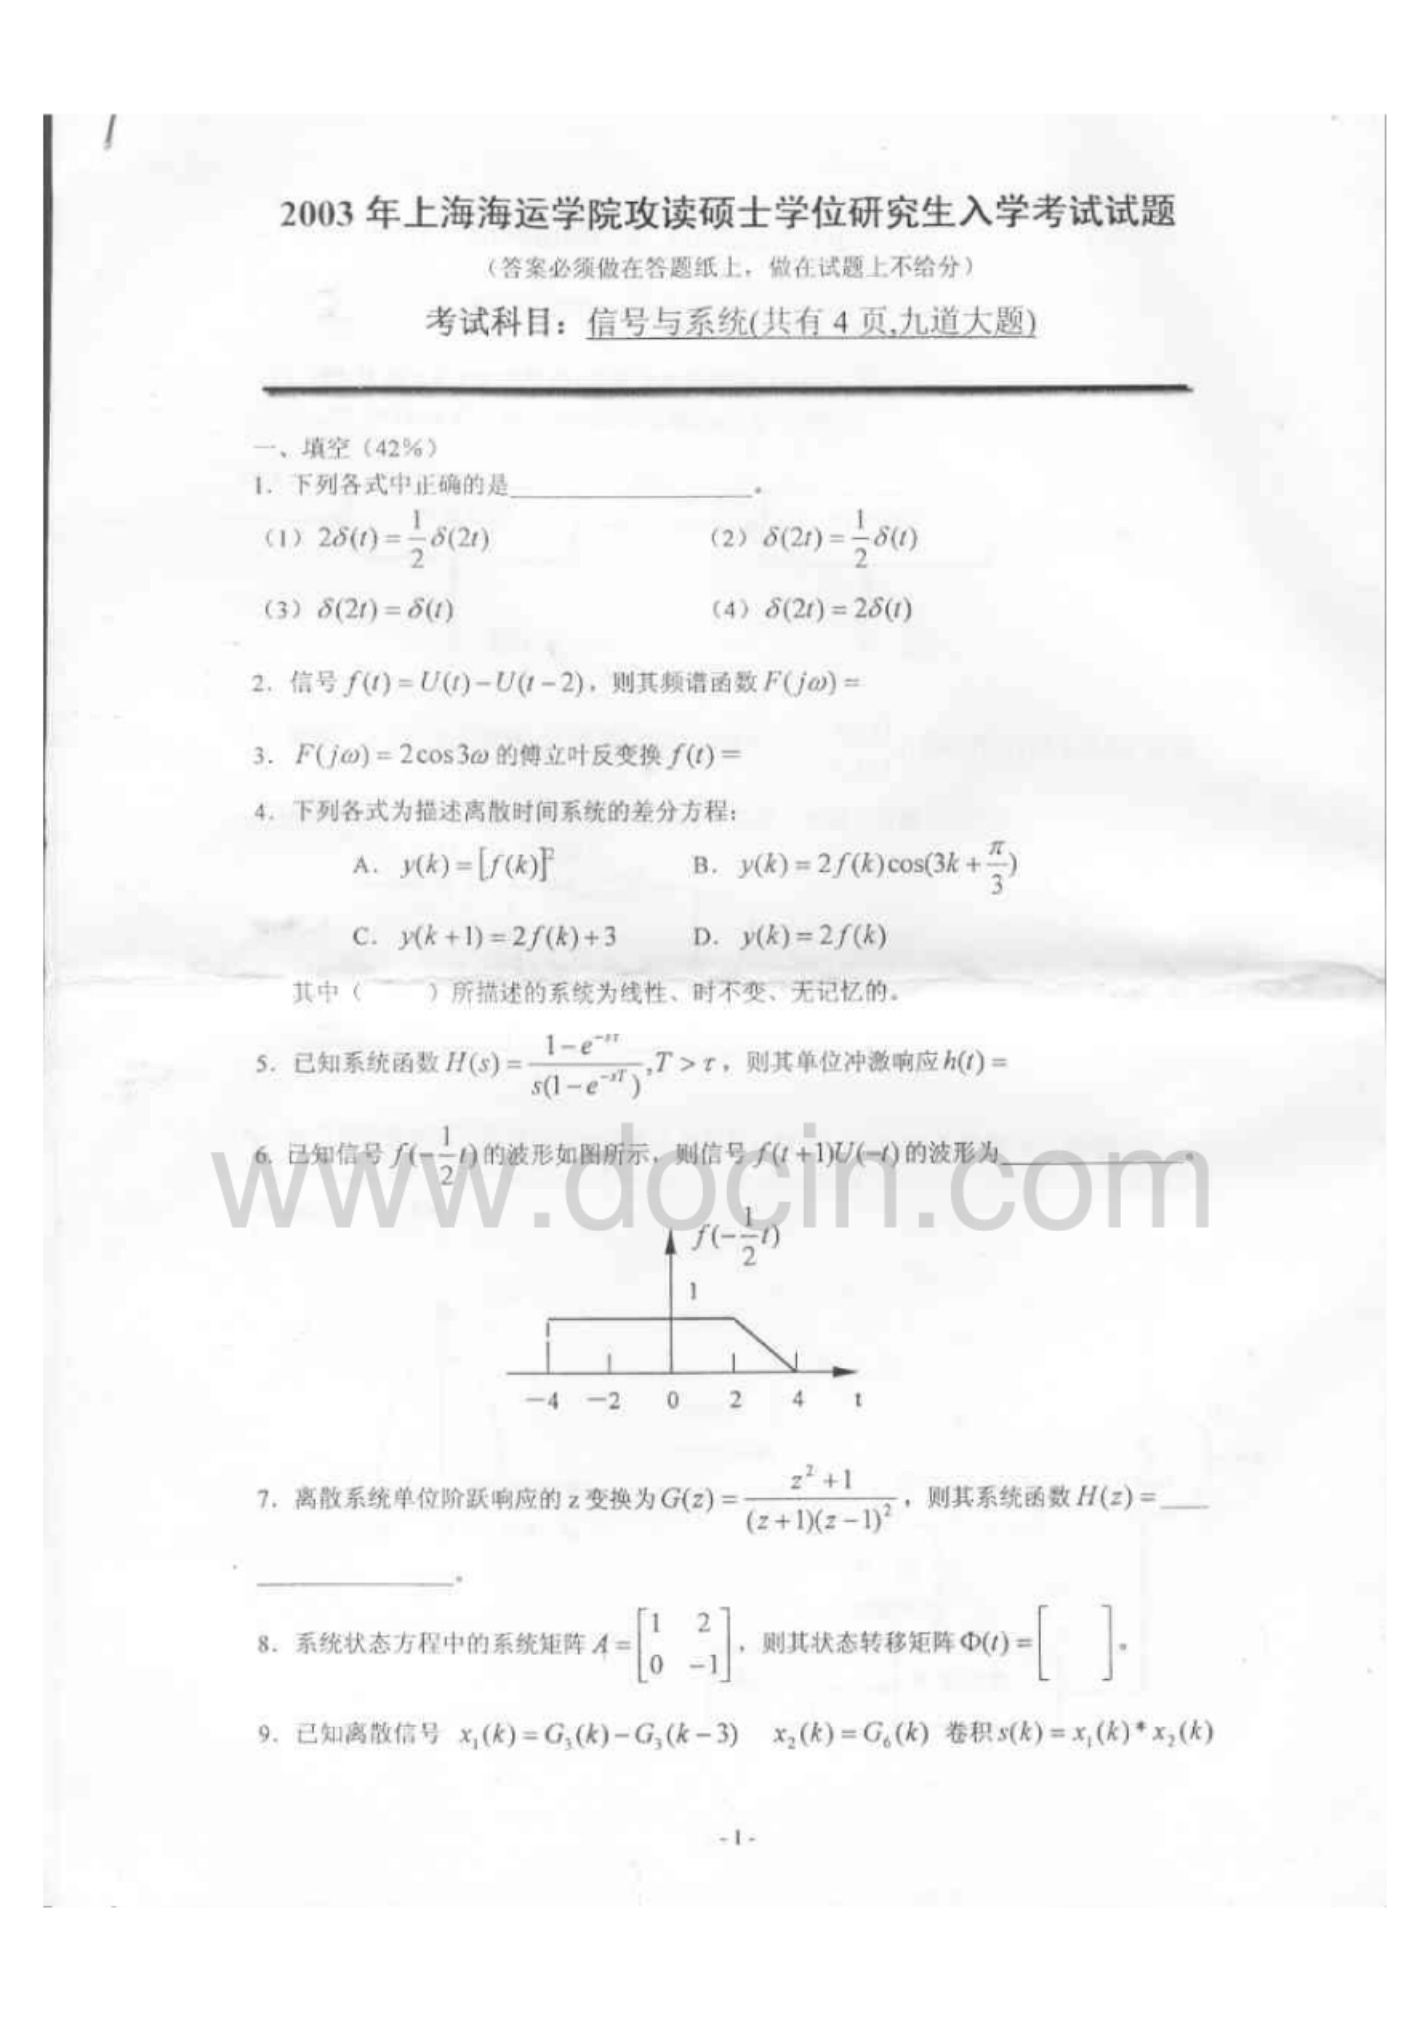 1
2003 年上海海运学院攻读硕士学位研究生入学考试试题
（答案必须做在答题纸上，做在试题上不给分）
考试科目：信号与系统(共有 4 页,九道大题)
一、填空（42%）
1．下列各式中正确的是____________。
（1）2δ(t) = 1/2 δ(2t)　（2）δ(2t) = 1/2 δ(t)
（3）δ(2t) = δ(t)　（4）δ(2t) = 2δ(t)
2．信号 f(t) = U(t) − U(t − 2)，则其频谱函数 F(jω) =
3．F(jω) = 2cos3ω 的傅立叶反变换 f(t) =
4．下列各式为描述离散时间系统的差分方程：
A．y(k) = [f(k)]²　B．y(k) = 2f(k)cos(3k + π/3)
C．y(k + 1) = 2f(k) + 3　D．y(k) = 2f(k)
其中（　　）所描述的系统为线性、时不变、无记忆的。
5．已知系统函数 H(s) = (1 − e^{−sτ})/(s(1 − e^{−sT})), T > τ，则其单位冲激响应 h(t) =
6. 已知信号 f(−1/2 t) 的波形如图所示，则信号 f(t + 1)U(−t) 的波形为____________。
www.docin.com
f(−1/2 t)
1
−4 −2 0 2 4 t
7．离散系统单位阶跃响应的 z 变换为 G(z) = (z² + 1)/((z + 1)(z − 1)²)，则其系统函数 H(z) = ___
____________。
8．系统状态方程中的系统矩阵 A = [1 2; 0 −1]，则其状态转移矩阵 Φ(t) = [　　]。
9．已知离散信号 x₁(k) = G₃(k) − G₃(k − 3)　x₂(k) = G₆(k) 卷积 s(k) = x₁(k) * x₂(k)
- 1 -